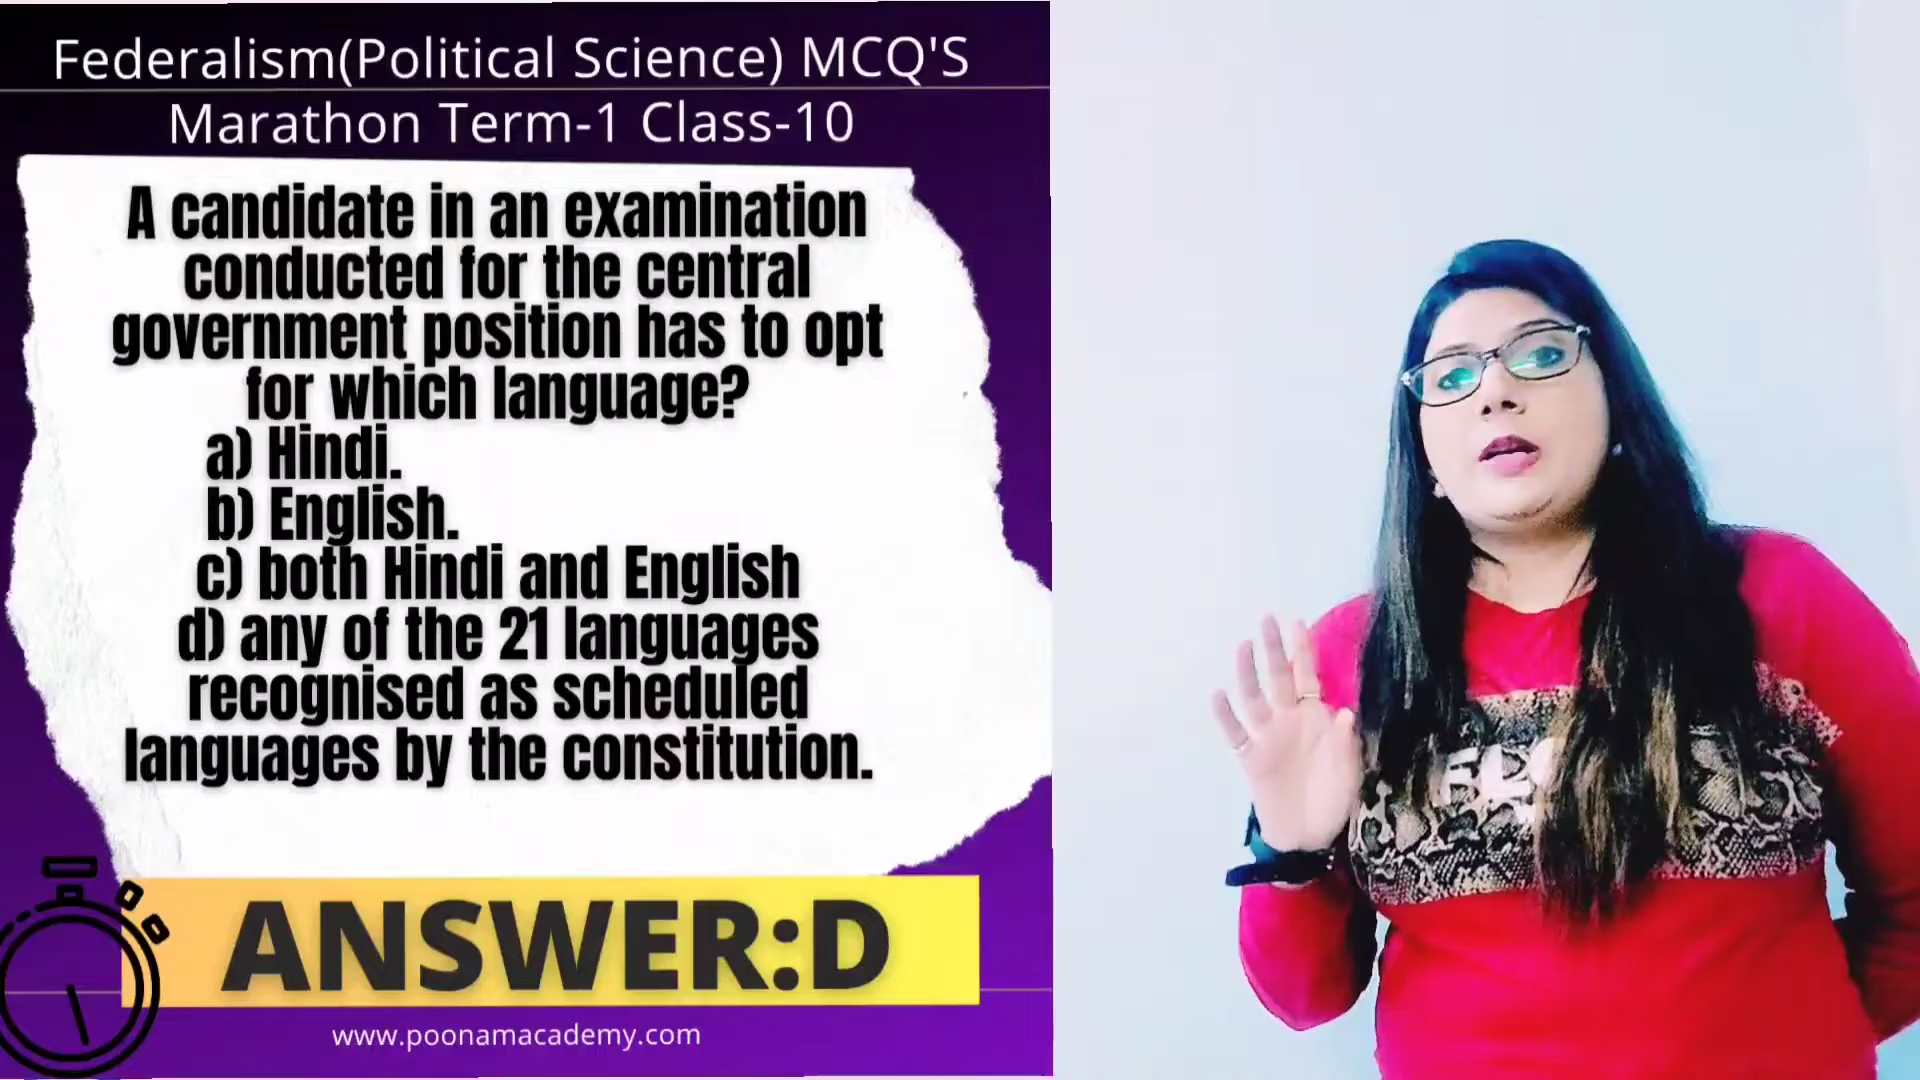 Federalism(Political Science) MCQ'S
Marathon Term-1 Class-10
A candidate in an examination
conducted for the central
government position has to opt
for which language?
a) Hindi.
b) English.
c) both Hindi and English
d) any of the 21 languages
recognised as scheduled
languages by the constitution.
ANSWER:D
www.poonamacademy.com